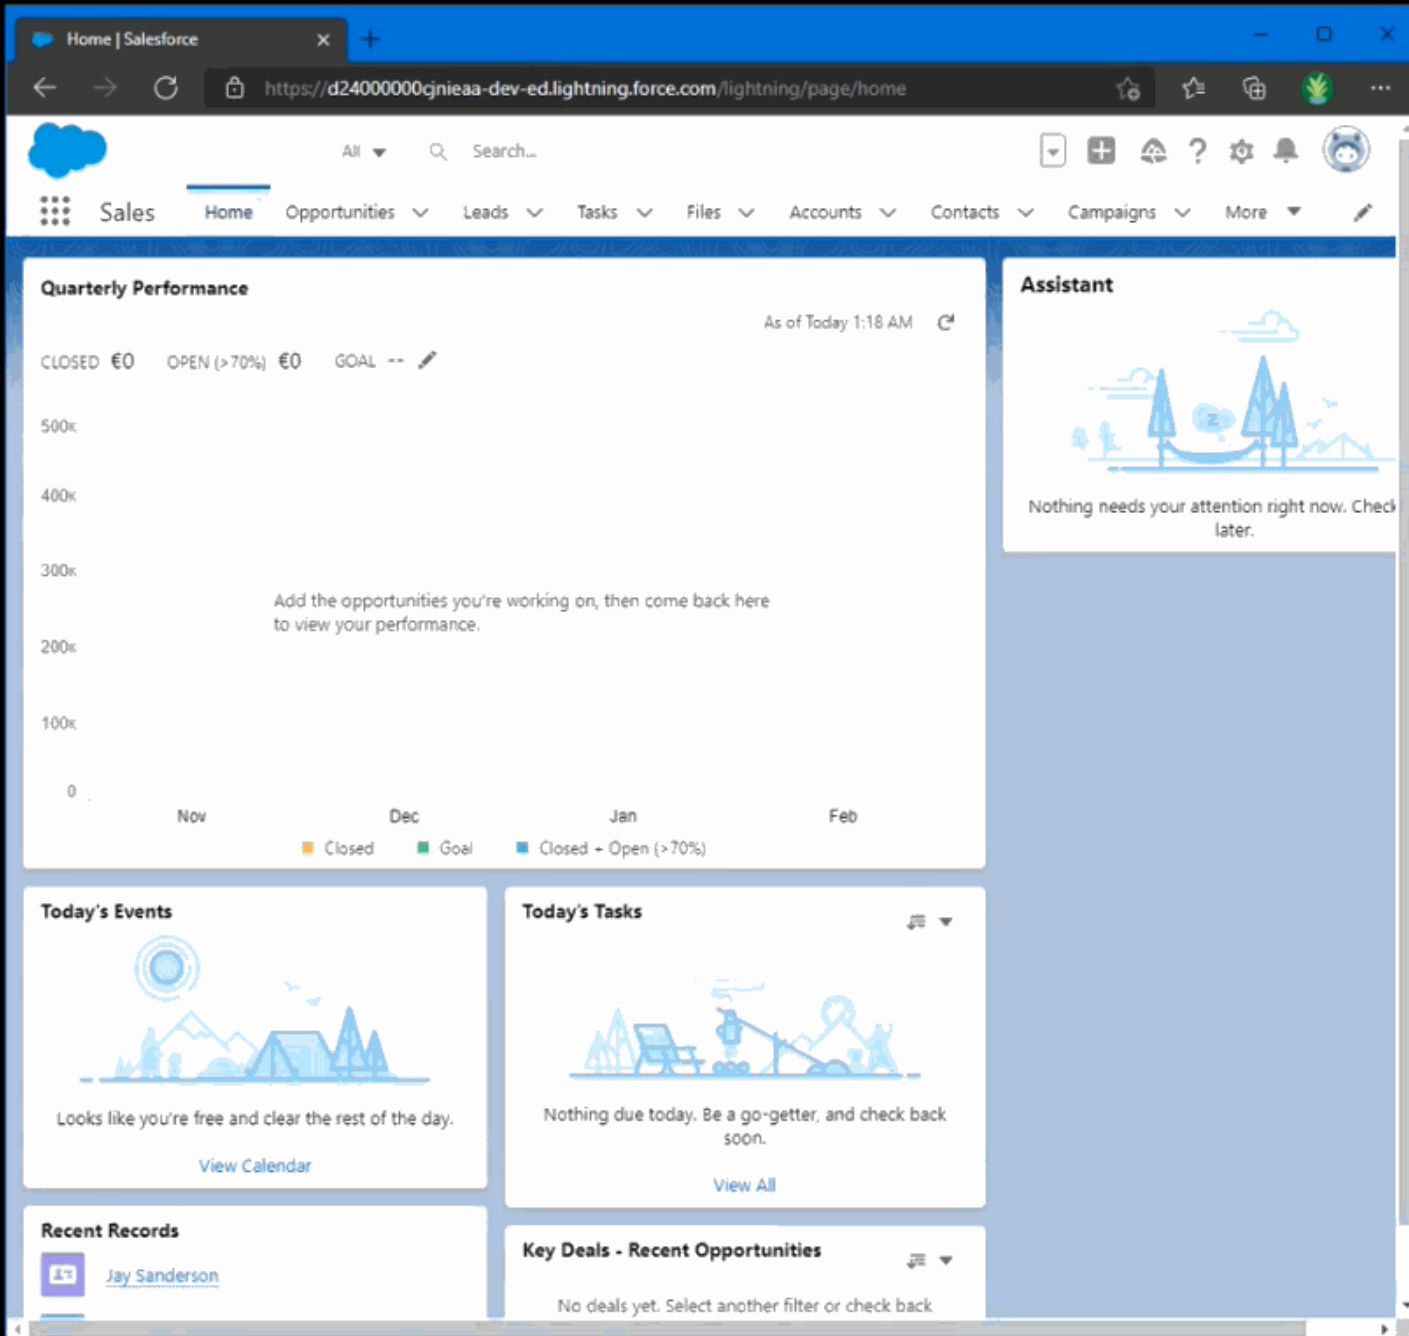 Home | Salesforce
https://d24000000cjnieaa-dev-ed.lightning.force.com/lightning/page/home
All Search...
Sales Home Opportunities Leads Tasks Files Accounts Contacts Campaigns More
Quarterly Performance
As of Today 1:18 AM
CLOSED €0 OPEN (>70%) €0 GOAL --
500K
400K
300K
200K
100K
0
Add the opportunities you're working on, then come back here
to view your performance.
Nov Dec Jan Feb
Closed Goal Closed + Open (>70%)
Assistant
z
Nothing needs your attention right now. Check
later.
Today's Events
Looks like you're free and clear the rest of the day.
View Calendar
Today's Tasks
Nothing due today. Be a go-getter, and check back
soon.
View All
Recent Records
Jay Sanderson
Key Deals - Recent Opportunities
No deals yet. Select another filter or check back